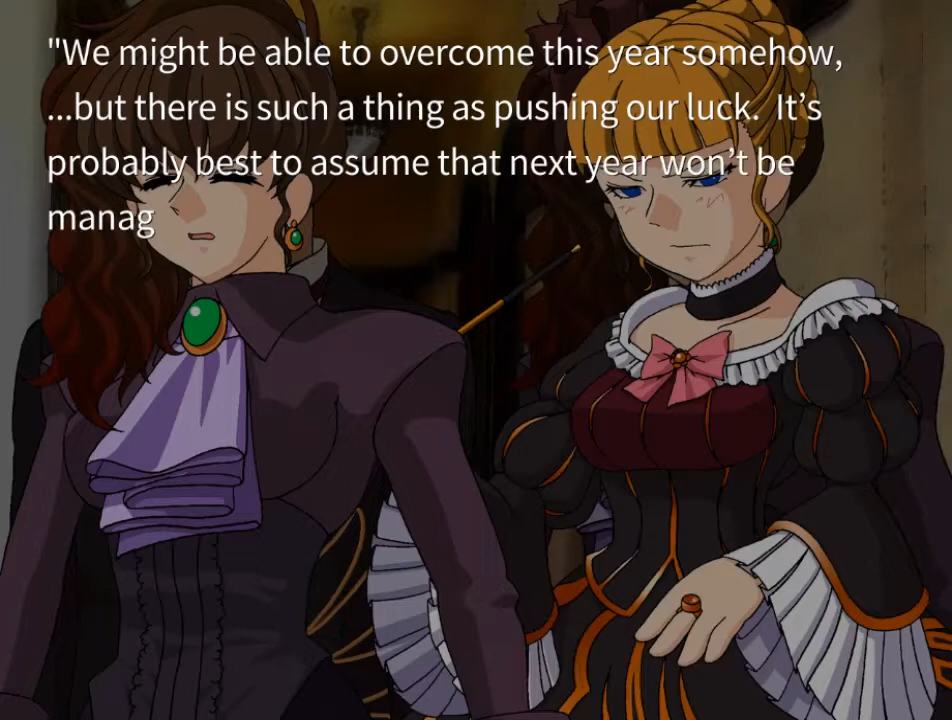 "We might be able to overcome this year somehow,
...but there is such a thing as pushing our luck.  It’s
probably best to assume that next year won’t be
manag